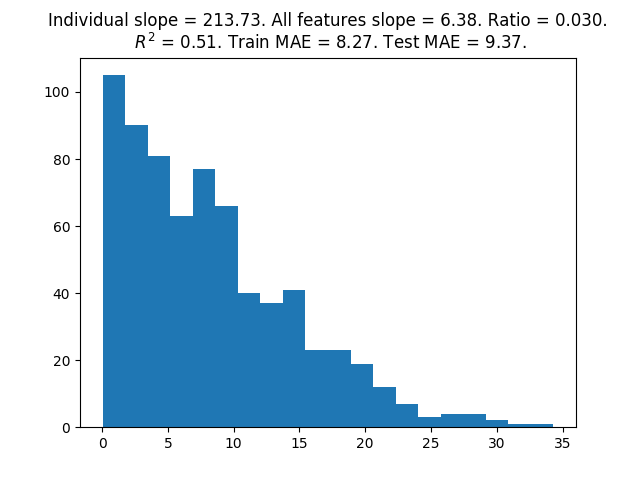 Individual slope = 213.73. All features slope = 6.38. Ratio = 0.030.
R² = 0.51. Train MAE = 8.27. Test MAE = 9.37.
100
80
60
40
20
0
0 5 10 15 20 25 30 35